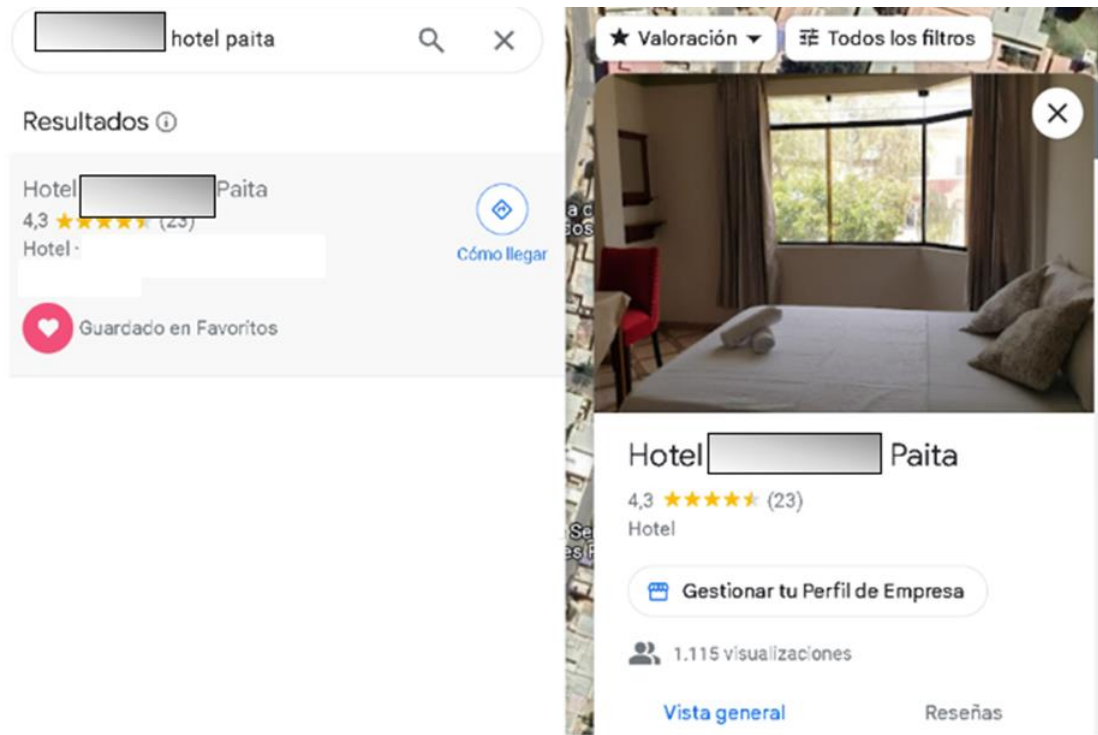 hotel paita
Resultados
Hotel Paita
4,3 (23)
Hotel ·
Cómo llegar
Guardado en Favoritos
Valoración
Todos los filtros
Hotel Paita
4,3 (23)
Hotel
Gestionar tu Perfil de Empresa
1.115 visualizaciones
Vista general Reseñas